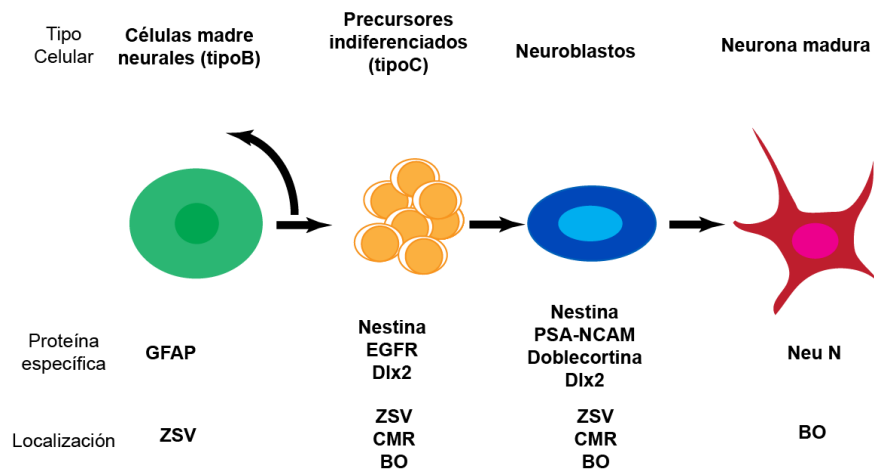 Tipo
Celular
Células madre
neurales (tipoB)
Precursores
indiferenciados
(tipoC)
Neuroblastos
Neurona madura
Proteína
específica
GFAP
Nestina
EGFR
Dlx2
Nestina
PSA-NCAM
Doblecortina
Dlx2
Neu N
Localización
ZSV
ZSV
CMR
BO
ZSV
CMR
BO
BO